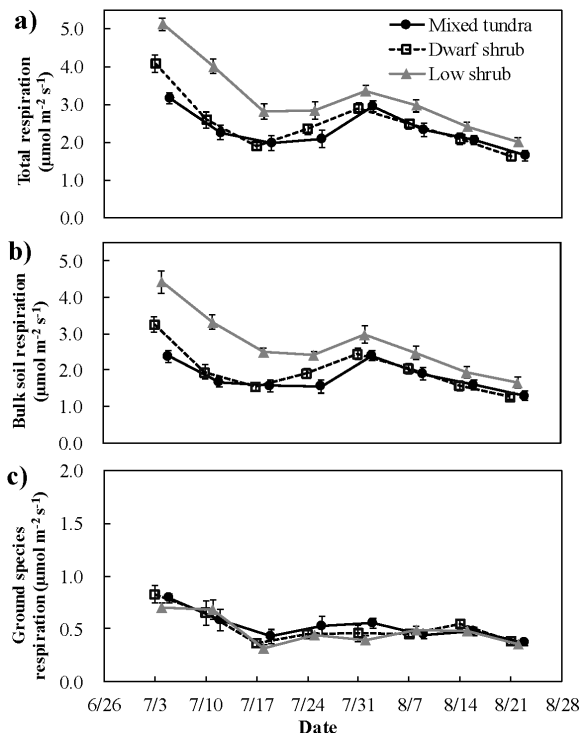 a)
Total respiration
(μmol m⁻² s⁻¹)
5.0
4.0
3.0
2.0
1.0
0.0
Mixed tundra
Dwarf shrub
Low shrub
b)
Bulk soil respiration
(μmol m⁻² s⁻¹)
5.0
4.0
3.0
2.0
1.0
0.0
c)
Ground species
respiration (μmol m⁻² s⁻¹)
2.0
1.5
1.0
0.5
0.0
6/26 7/3 7/10 7/17 7/24 7/31 8/7 8/14 8/21 8/28
Date